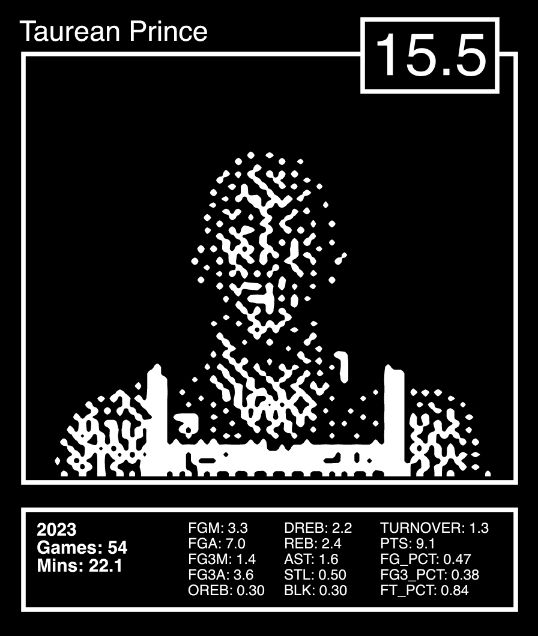 Taurean Prince
15.5
2023
Games: 54
Mins: 22.1
FGM: 3.3
FGA: 7.0
FG3M: 1.4
FG3A: 3.6
OREB: 0.30
DREB: 2.2
REB: 2.4
AST: 1.6
STL: 0.50
BLK: 0.30
TURNOVER: 1.3
PTS: 9.1
FG_PCT: 0.47
FG3_PCT: 0.38
FT_PCT: 0.84